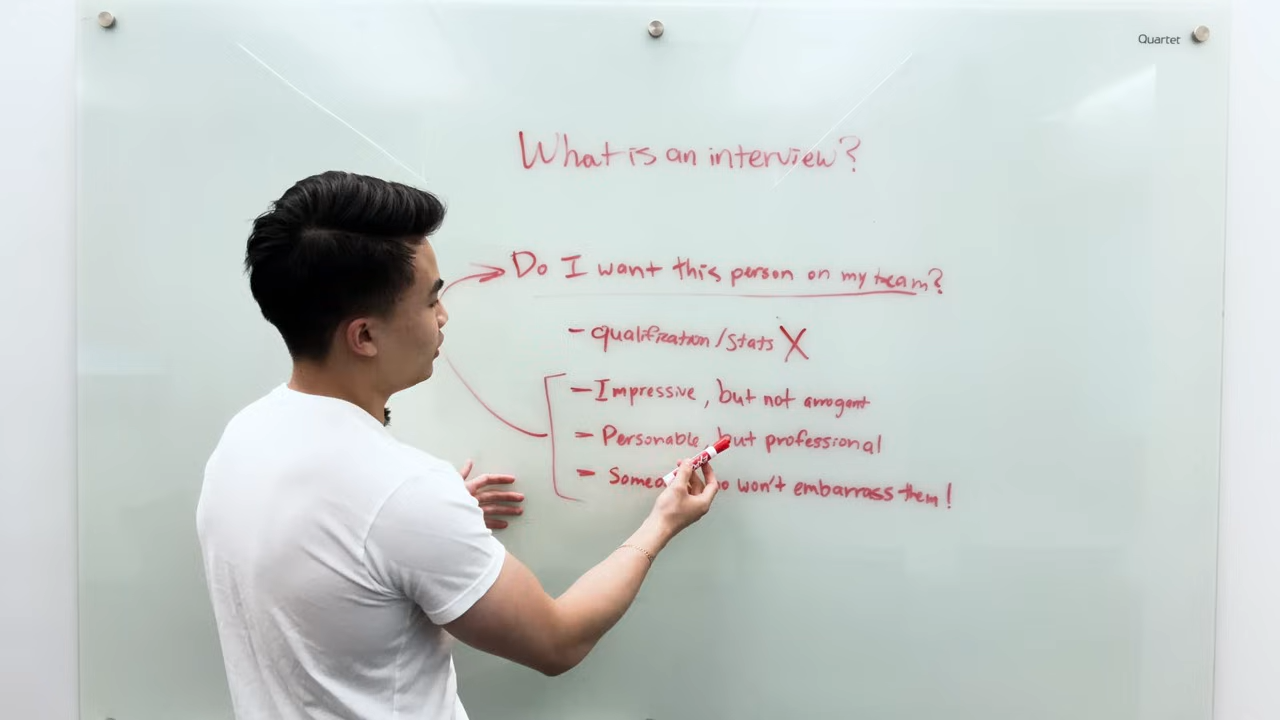 Quartet
What is an interview?
Do I want this person on my team?
- qualification/stats X
- Impressive, but not arrogant
- Personable, but professional
- won't embarrass them!